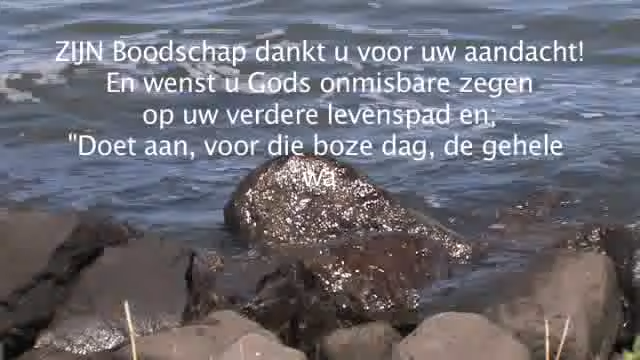 ZIJN Boodschap dankt u voor uw aandacht!
En wenst u Gods onmisbare zegen
op uw verdere levenspad en;
"Doet aan, voor die boze dag, de gehele
wa